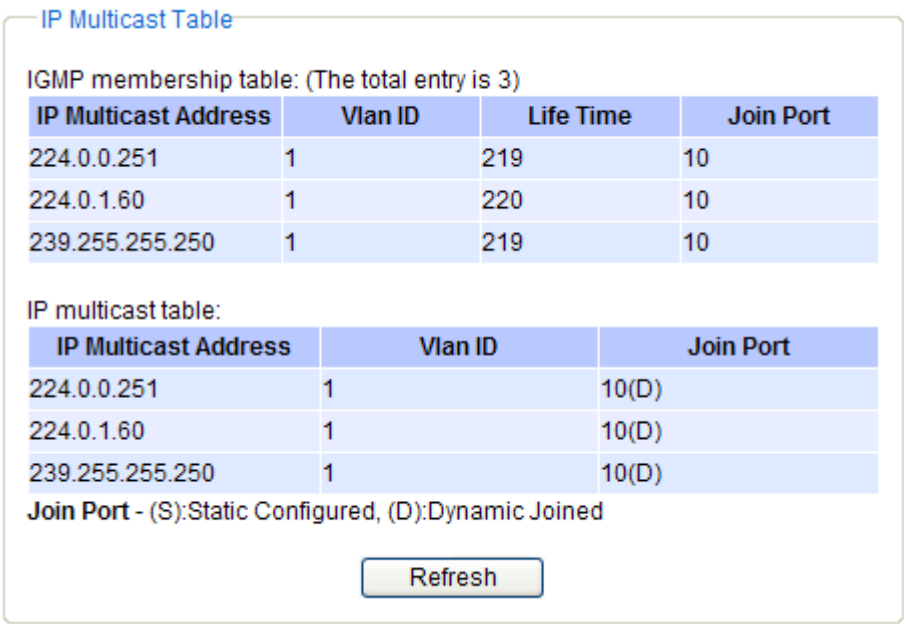 IP Multicast Table
IGMP membership table: (The total entry is 3)
IP Multicast Address Vlan ID Life Time Join Port
224.0.0.251 1 219 10
224.0.1.60 1 220 10
239.255.255.250 1 219 10
IP multicast table:
IP Multicast Address Vlan ID Join Port
224.0.0.251 1 10(D)
224.0.1.60 1 10(D)
239.255.255.250 1 10(D)
Join Port - (S):Static Configured, (D):Dynamic Joined
Refresh